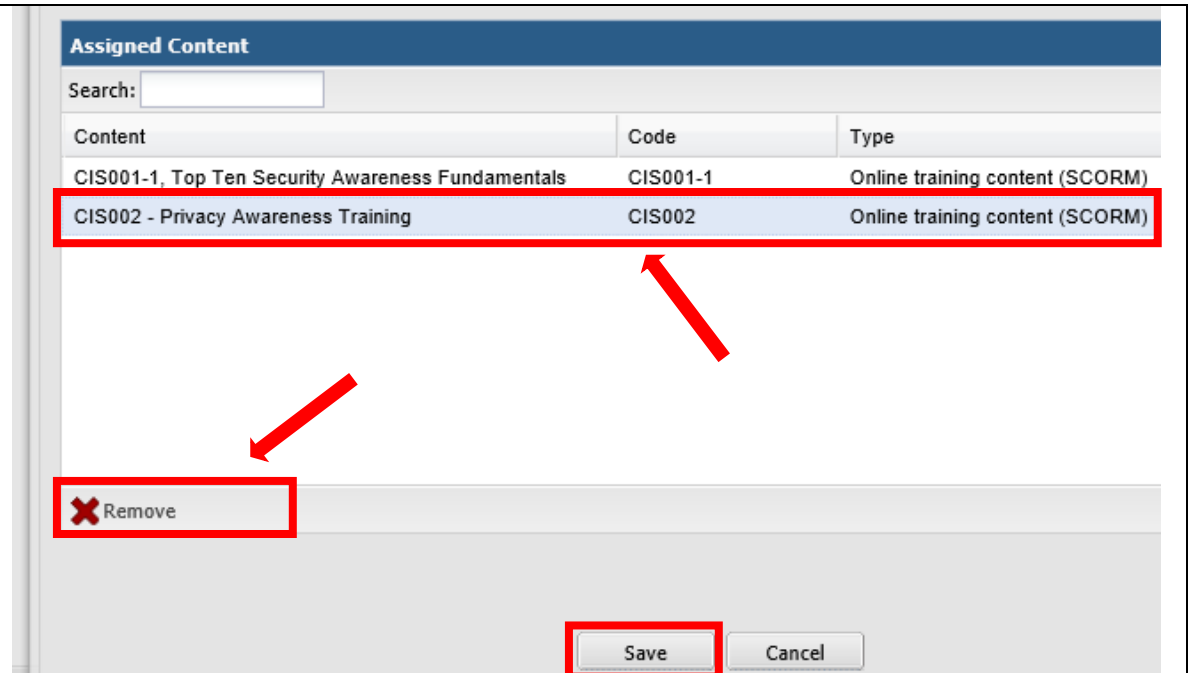 Assigned Content
Search:
Content Code Type
CIS001-1, Top Ten Security Awareness Fundamentals CIS001-1 Online training content (SCORM)
CIS002 - Privacy Awareness Training CIS002 Online training content (SCORM)
Remove
Save Cancel